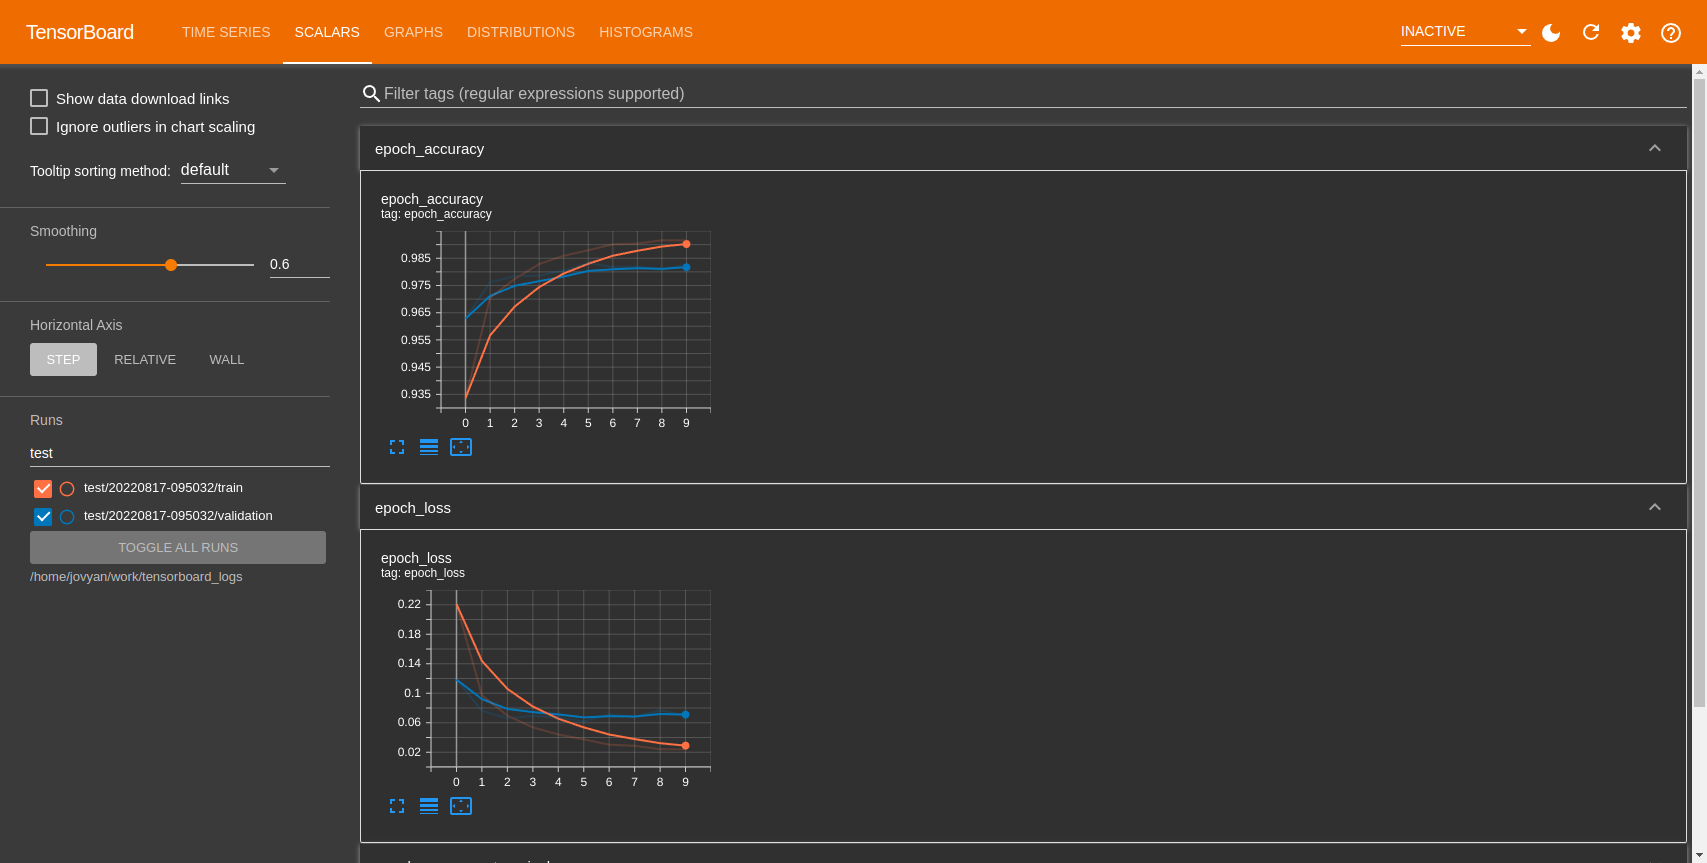 TensorBoard TIME SERIES SCALARS GRAPHS DISTRIBUTIONS HISTOGRAMS INACTIVE
Show data download links
Ignore outliers in chart scaling
Tooltip sorting method: default
Smoothing
0.6
Horizontal Axis
STEP RELATIVE WALL
Runs
test
test/20220817-095032/train
test/20220817-095032/validation
TOGGLE ALL RUNS
/home/jovyan/work/tensorboard_logs
Filter tags (regular expressions supported)
epoch_accuracy
epoch_accuracy
tag: epoch_accuracy
0.985
0.975
0.965
0.955
0.945
0.935
0 1 2 3 4 5 6 7 8 9
epoch_loss
epoch_loss
tag: epoch_loss
0.22
0.18
0.14
0.1
0.06
0.02
0 1 2 3 4 5 6 7 8 9